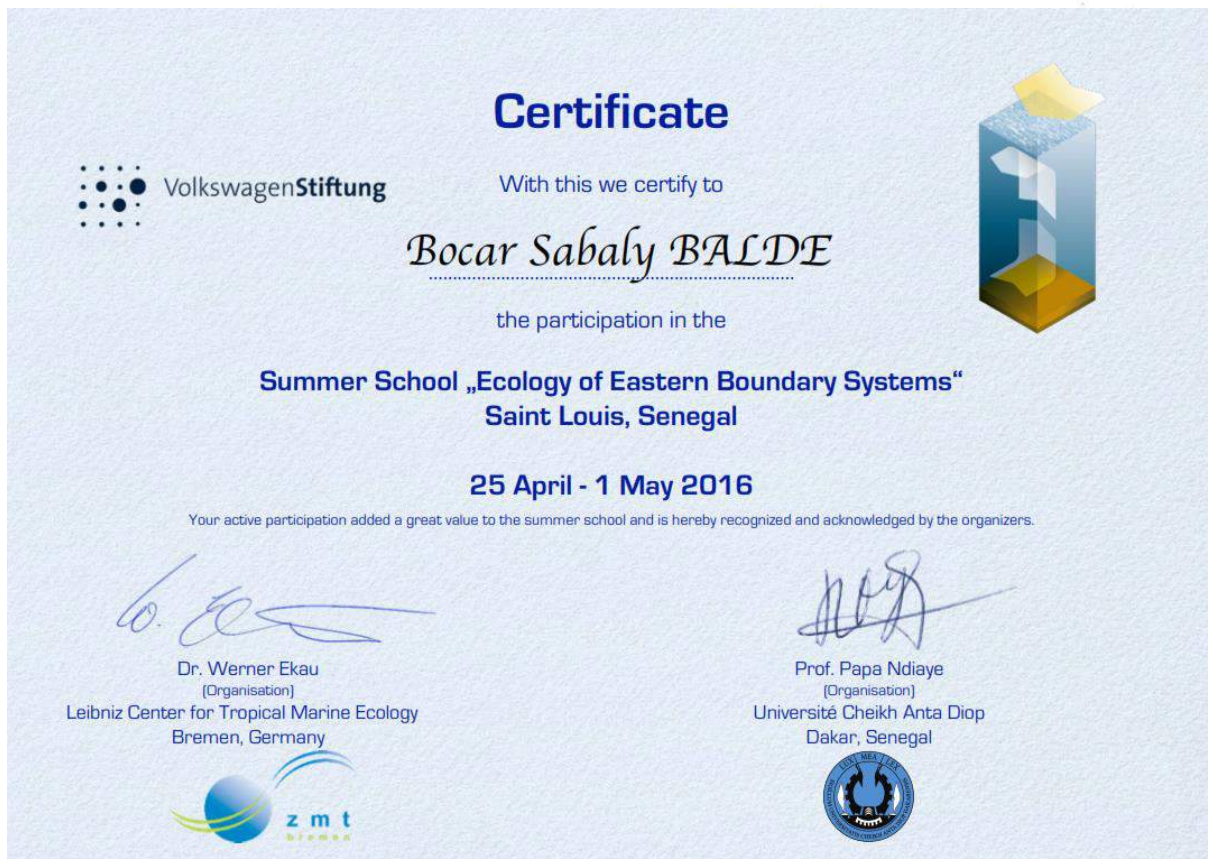 Certificate
VolkswagenStiftung
With this we certify to
Bocar Sabaly BALDE
the participation in the
Summer School „Ecology of Eastern Boundary Systems“
Saint Louis, Senegal
25 April - 1 May 2016
Your active participation added a great value to the summer school and is hereby recognized and acknowledged by the organizers.
Dr. Werner Ekau
(Organisation)
Leibniz Center for Tropical Marine Ecology
Bremen, Germany
Prof. Papa Ndiaye
(Organisation)
Université Cheikh Anta Diop
Dakar, Senegal
zmt
bremen
LUX MEA LEX